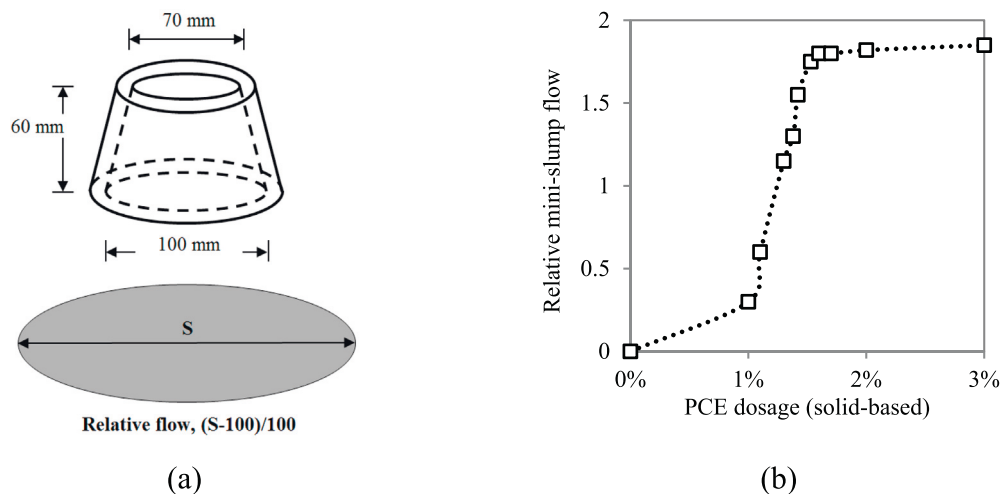 70 mm
60 mm
100 mm
S
Relative flow, (S-100)/100
(a)
Relative mini-slump flow
2
1.5
1
0.5
0
0% 1% 2% 3%
PCE dosage (solid-based)
(b)